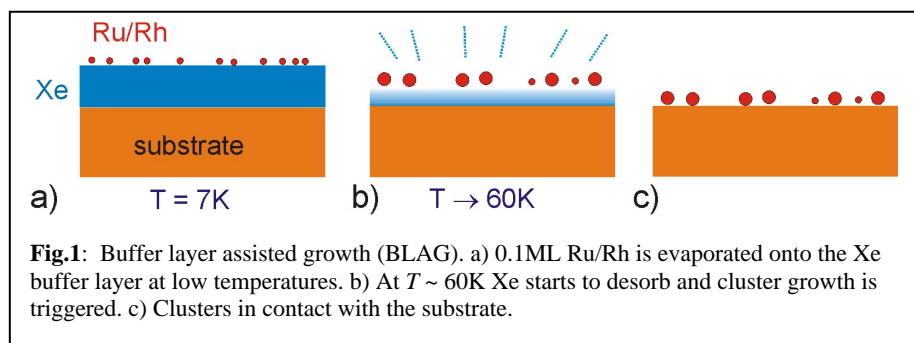 Ru/Rh
Xe
substrate
a)
T = 7K
b)
T → 60K
c)
Fig.1: Buffer layer assisted growth (BLAG). a) 0.1ML Ru/Rh is evaporated onto the Xe
buffer layer at low temperatures. b) At T ~ 60K Xe starts to desorb and cluster growth is
triggered. c) Clusters in contact with the substrate.